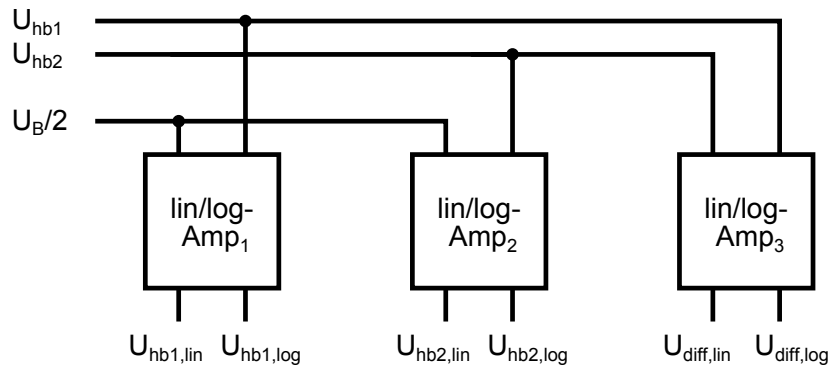 U_hb1
U_hb2
U_B/2
lin/log- lin/log- lin/log-
Amp_1 Amp_2 Amp_3
U_hb1,lin U_hb1,log U_hb2,lin U_hb2,log U_diff,lin U_diff,log